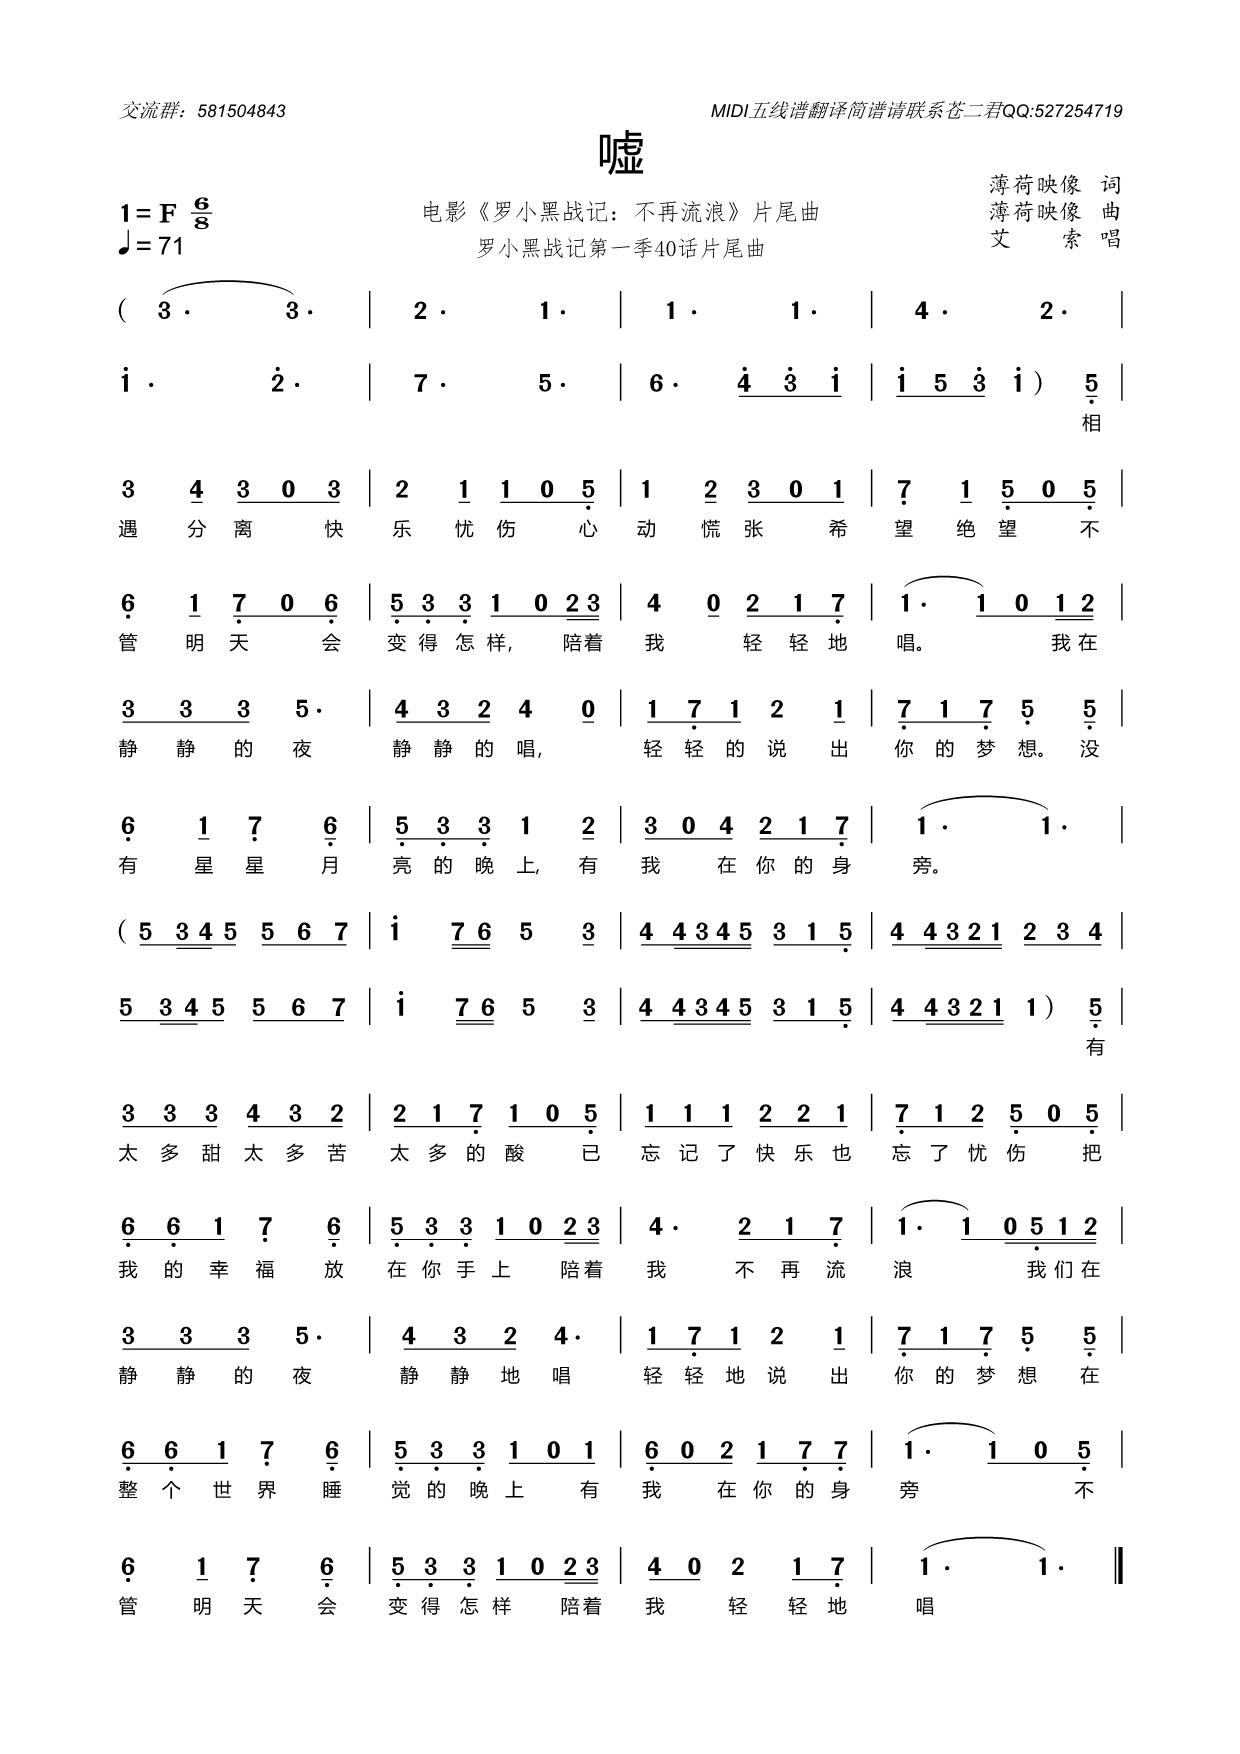 交流群：581504843 MIDI五线谱翻译简谱请联系苍二君QQ:527254719
嘘
薄荷映像 词
1=F 6/8 电影《罗小黑战记：不再流浪》片尾曲 薄荷映像 曲
♩=71 罗小黑战记第一季40话片尾曲 艾 索 唱
( 3· 3· | 2· 1· | 1· 1· | 4· 2· |
1· 2· | 7· 5· | 6· 4 3 1 | 1 5 3 1 ) 5 |
相
3 4 3 0 3 | 2 1 1 0 5 | 1 2 3 0 1 | 7 1 5 0 5 |
遇 分 离 快 乐 忧 伤 心 动 慌 张 希 望 绝 望 不
6 1 7 0 6 | 5 3 3 1 0 2 3 | 4 0 2 1 7 | 1· 1 0 1 2 |
管 明 天 会 变 得 怎 样, 陪 着 我 轻 轻 地 唱。 我 在
3 3 3 5· | 4 3 2 4 0 | 1 7 1 2 1 | 7 1 7 5 5 |
静 静 的 夜 静 静 的 唱, 轻 轻 的 说 出 你 的 梦 想。 没
6 1 7 6 | 5 3 3 1 2 | 3 0 4 2 1 7 | 1· 1· |
有 星 星 月 亮 的 晚 上, 有 我 在 你 的 身 旁。
( 5 3 4 5 5 6 7 | 1 7 6 5 3 | 4 4 3 4 5 3 1 5 | 4 4 3 2 1 2 3 4 |
5 3 4 5 5 6 7 | 1 7 6 5 3 | 4 4 3 4 5 3 1 5 | 4 4 3 2 1 1 ) 5 |
有
3 3 3 4 3 2 | 2 1 7 1 0 5 | 1 1 1 2 2 1 | 7 1 2 5 0 5 |
太 多 甜 太 多 苦 太 多 的 酸 已 忘 记 了 快 乐 也 忘 了 忧 伤 把
6 6 1 7 6 | 5 3 3 1 0 2 3 | 4· 2 1 7 | 1· 1 0 5 1 2 |
我 的 幸 福 放 在 你 手 上 陪 着 我 不 再 流 浪 我 们 在
3 3 3 5· | 4 3 2 4· | 1 7 1 2 1 | 7 1 7 5 5 |
静 静 的 夜 静 静 地 唱 轻 轻 地 说 出 你 的 梦 想 在
6 6 1 7 6 | 5 3 3 1 0 1 | 6 0 2 1 7 7 | 1· 1 0 5 |
整 个 世 界 睡 觉 的 晚 上 有 我 在 你 的 身 旁 不
6 1 7 6 | 5 3 3 1 0 2 3 | 4 0 2 1 7 | 1· 1· ‖
管 明 天 会 变 得 怎 样 陪 着 我 轻 轻 地 唱